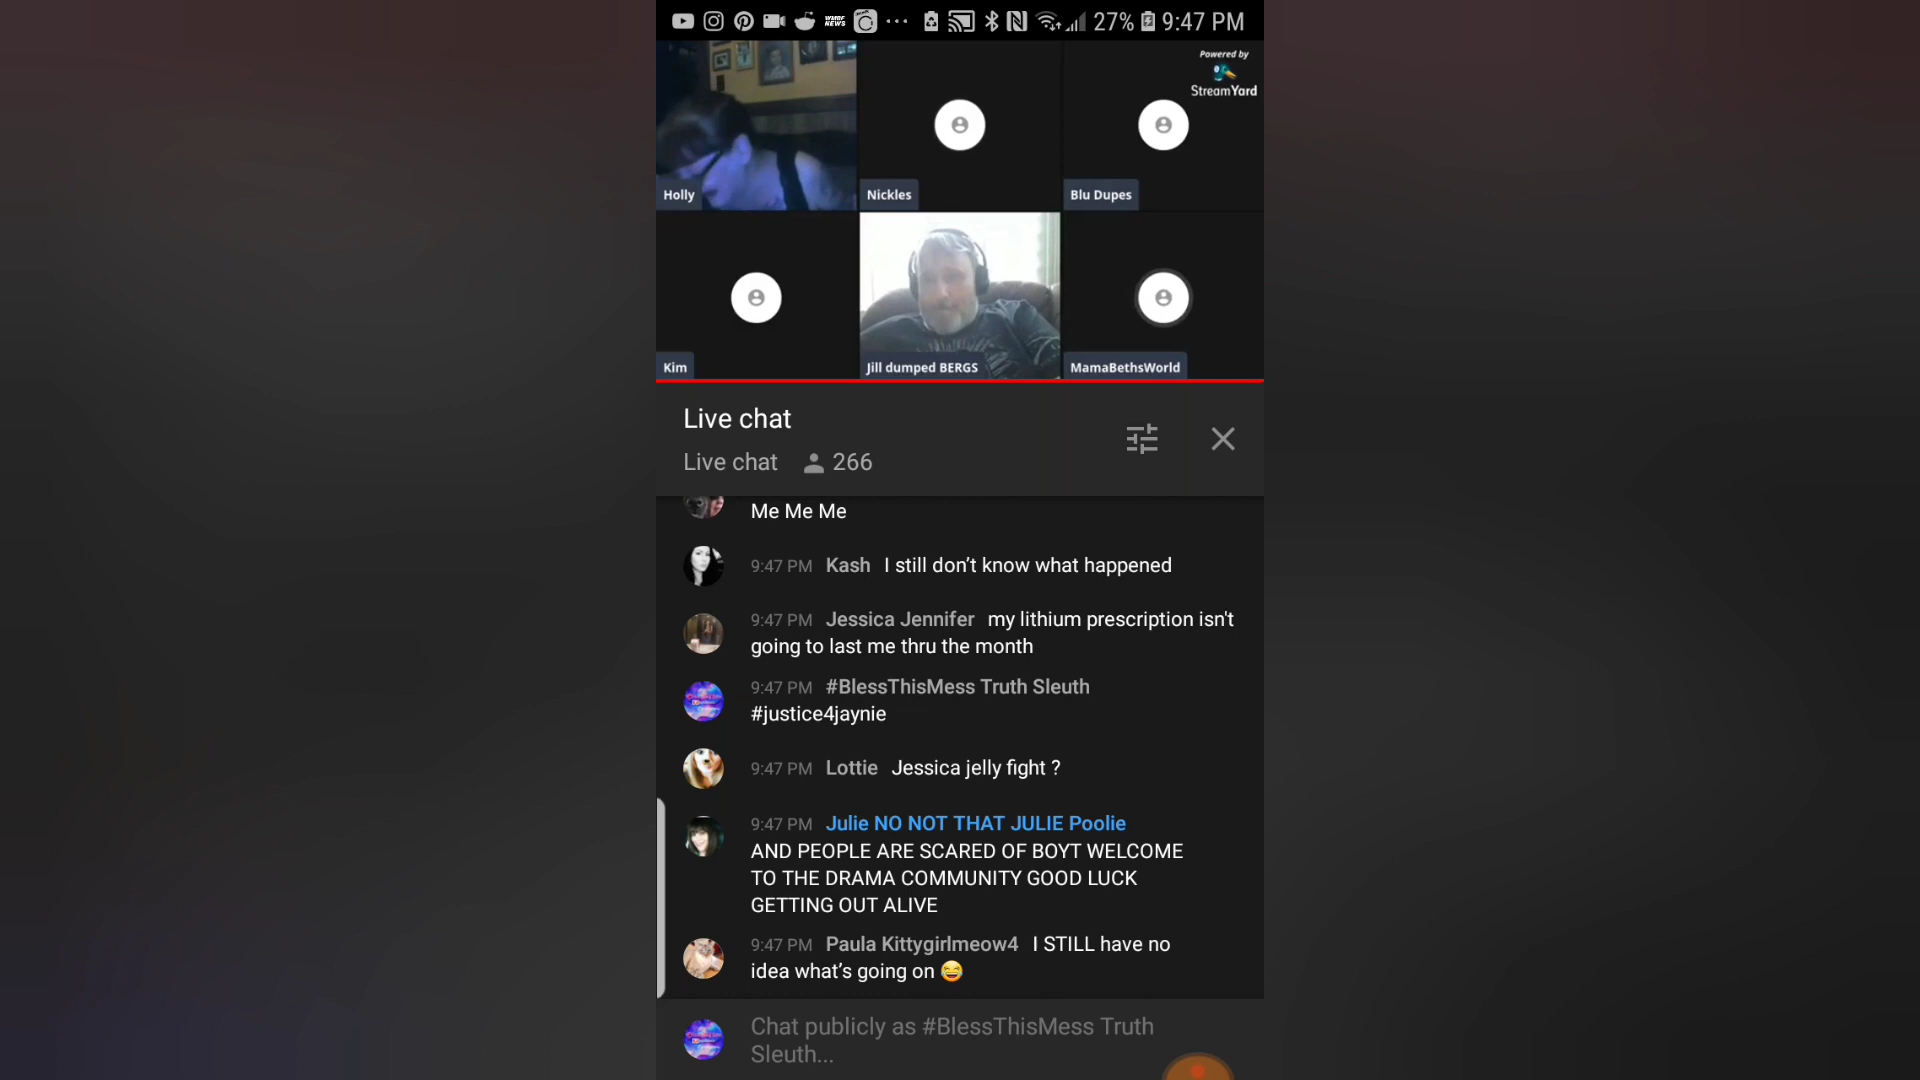 27% 9:47 PM
Powered by
StreamYard
Holly
Nickles
Blu Dupes
Kim
Jill dumped BERGS
MamaBethsWorld
Live chat
Live chat 266
Me Me Me
9:47 PM Kash I still don’t know what happened
9:47 PM Jessica Jennifer my lithium prescription isn't
going to last me thru the month
9:47 PM #BlessThisMess Truth Sleuth
#justice4jaynie
9:47 PM Lottie Jessica jelly fight ?
9:47 PM Julie NO NOT THAT JULIE Poolie
AND PEOPLE ARE SCARED OF BOYT WELCOME
TO THE DRAMA COMMUNITY GOOD LUCK
GETTING OUT ALIVE
9:47 PM Paula Kittygirlmeow4 I STILL have no
idea what’s going on 😂
Chat publicly as #BlessThisMess Truth
Sleuth...